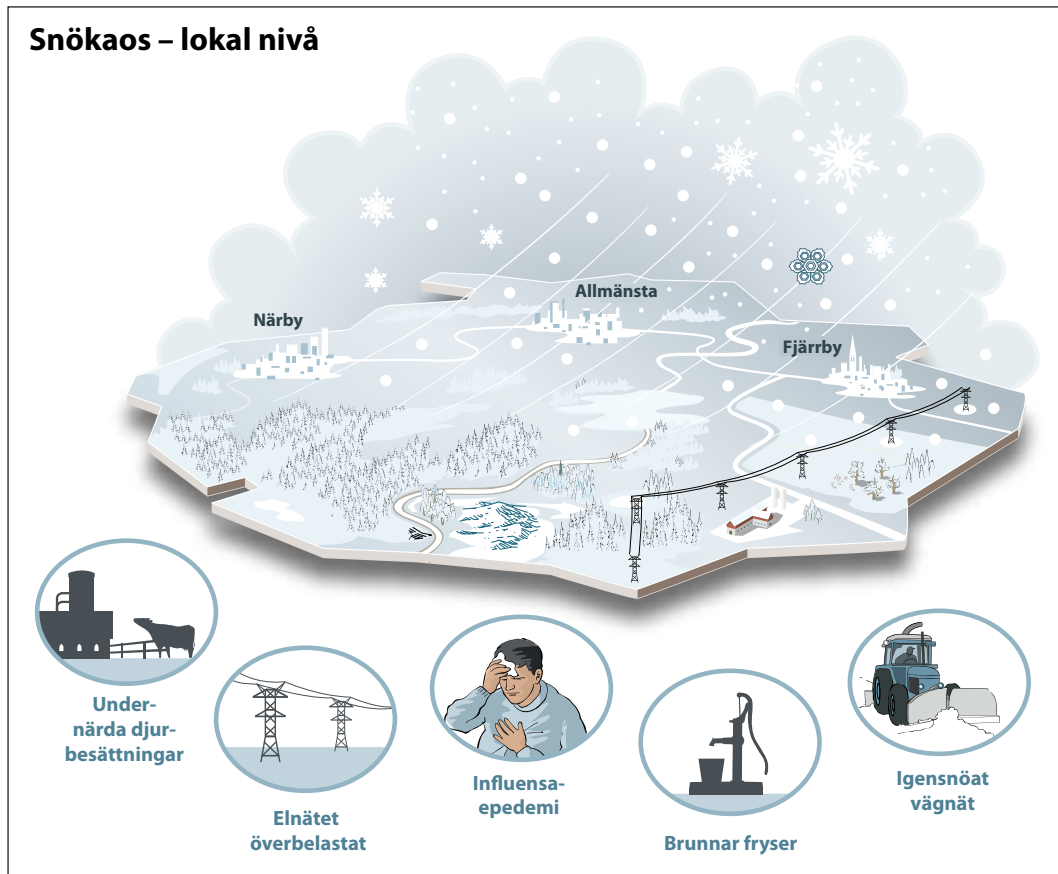 Snökaos – lokal nivå
Allmänsta
Närby
Fjärrby
Under-
närda djur-
besättningar
Elnätet
överbelastat
Influensa-
epedemi
Brunnar fryser
Igensnöat
vägnät